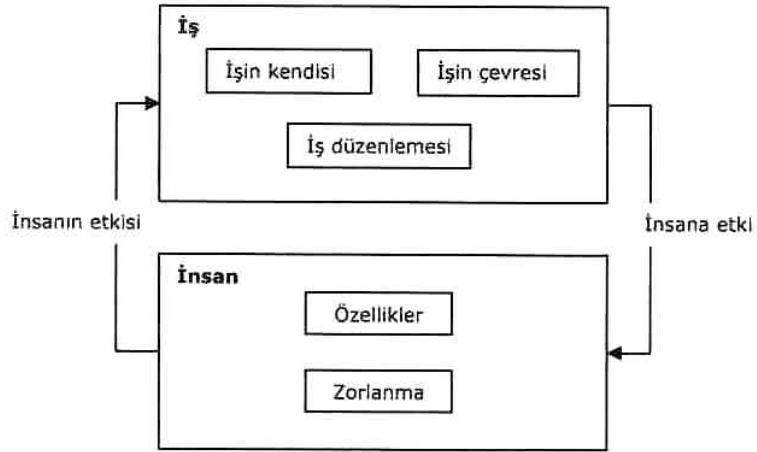 İş
İşin kendisi
İşin çevresi
İş düzenlemesi
İnsanın etkisi
İnsana etki
İnsan
Özellikler
Zorlanma